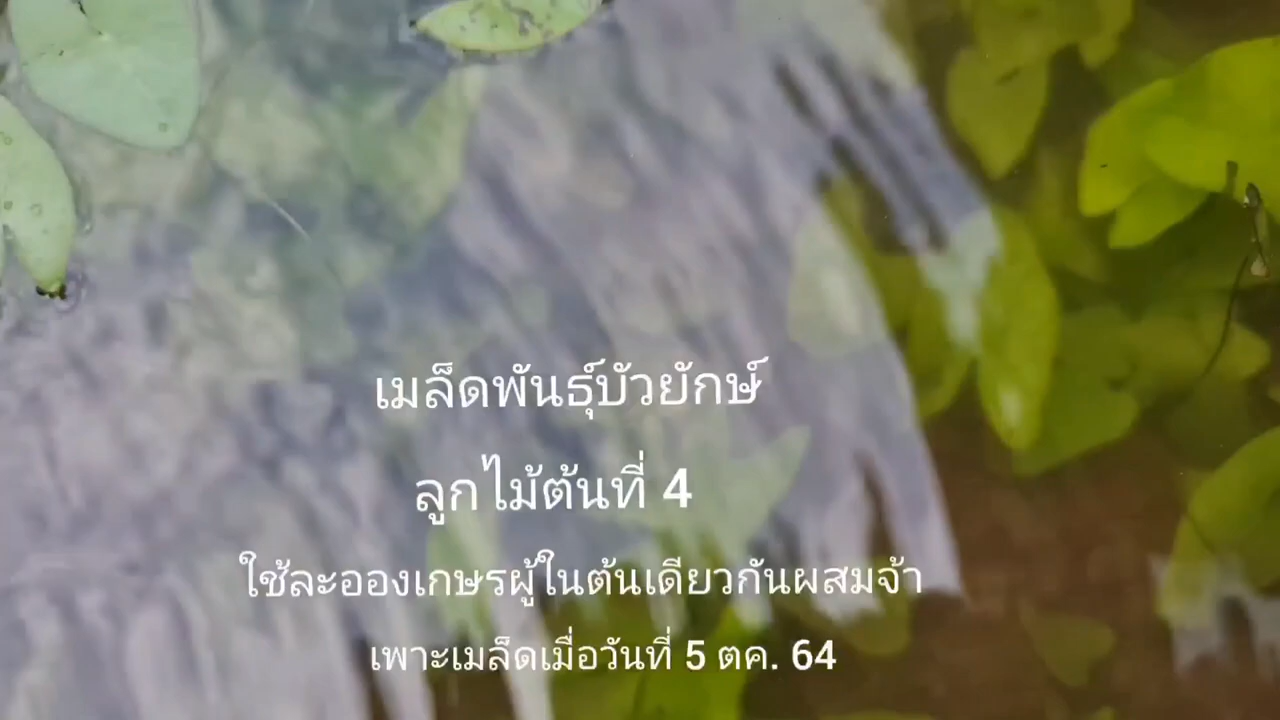 เมล็ดพันธุ์บัวยักษ์
ลูกไม้ต้นที่ 4
ใช้ละอองเกษรผู้ในต้นเดียวกันผสมจ้า
เพาะเมล็ดเมื่อวันที่ 5 ตค. 64